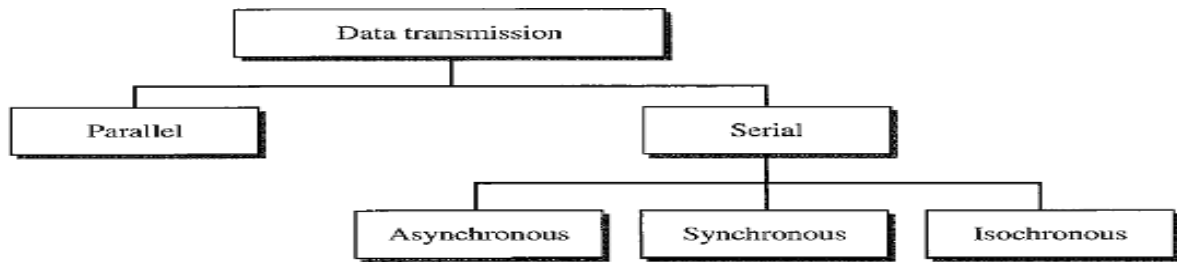 Data transmission
Parallel
Serial
Asynchronous
Synchronous
Isochronous